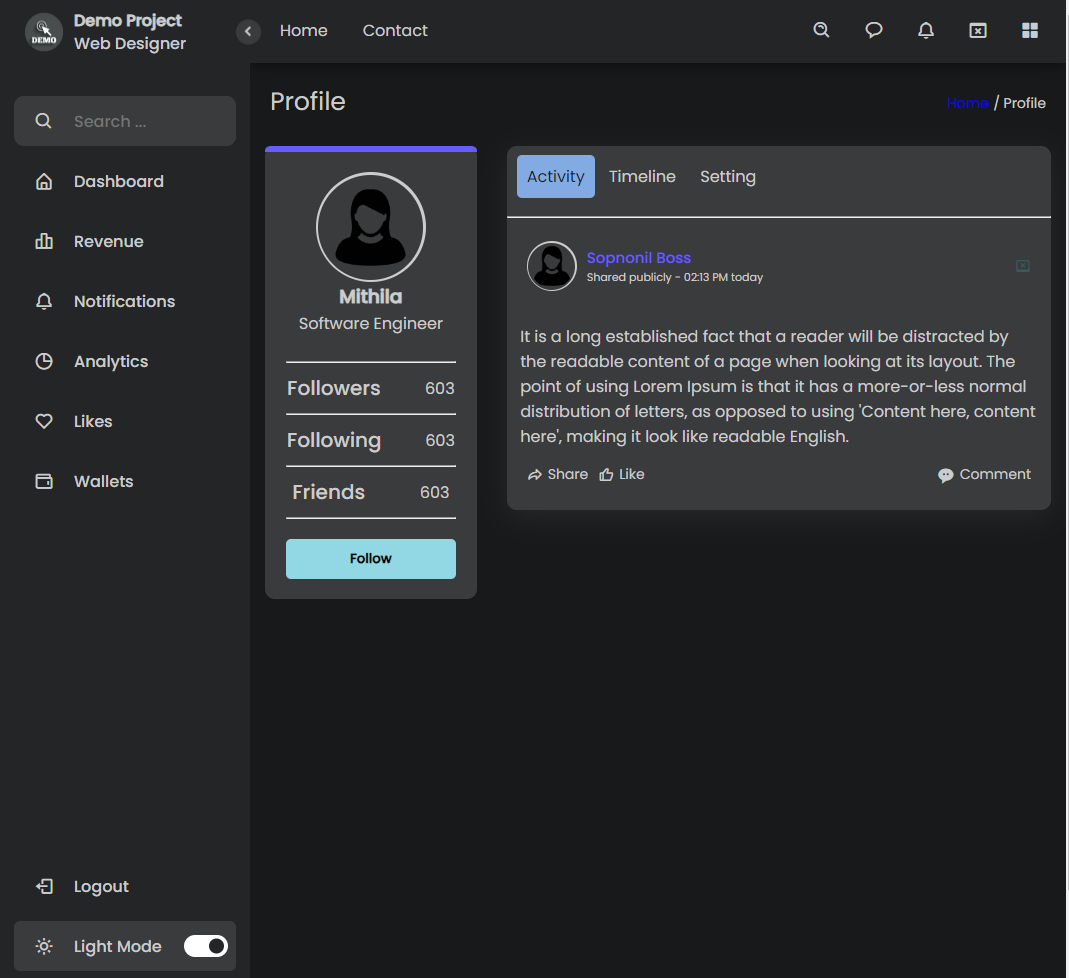 Demo Project
Web Designer
DEMO
Home
Contact
Search ...
Dashboard
Revenue
Notifications
Analytics
Likes
Wallets
Logout
Light Mode
Profile
Home / Profile
Mithila
Software Engineer
Followers 603
Following 603
Friends 603
Follow
Activity
Timeline
Setting
Sopnonil Boss
Shared publicly - 02:13 PM today
It is a long established fact that a reader will be distracted by
the readable content of a page when looking at its layout. The
point of using Lorem Ipsum is that it has a more-or-less normal
distribution of letters, as opposed to using 'Content here, content
here', making it look like readable English.
Share
Like
Comment